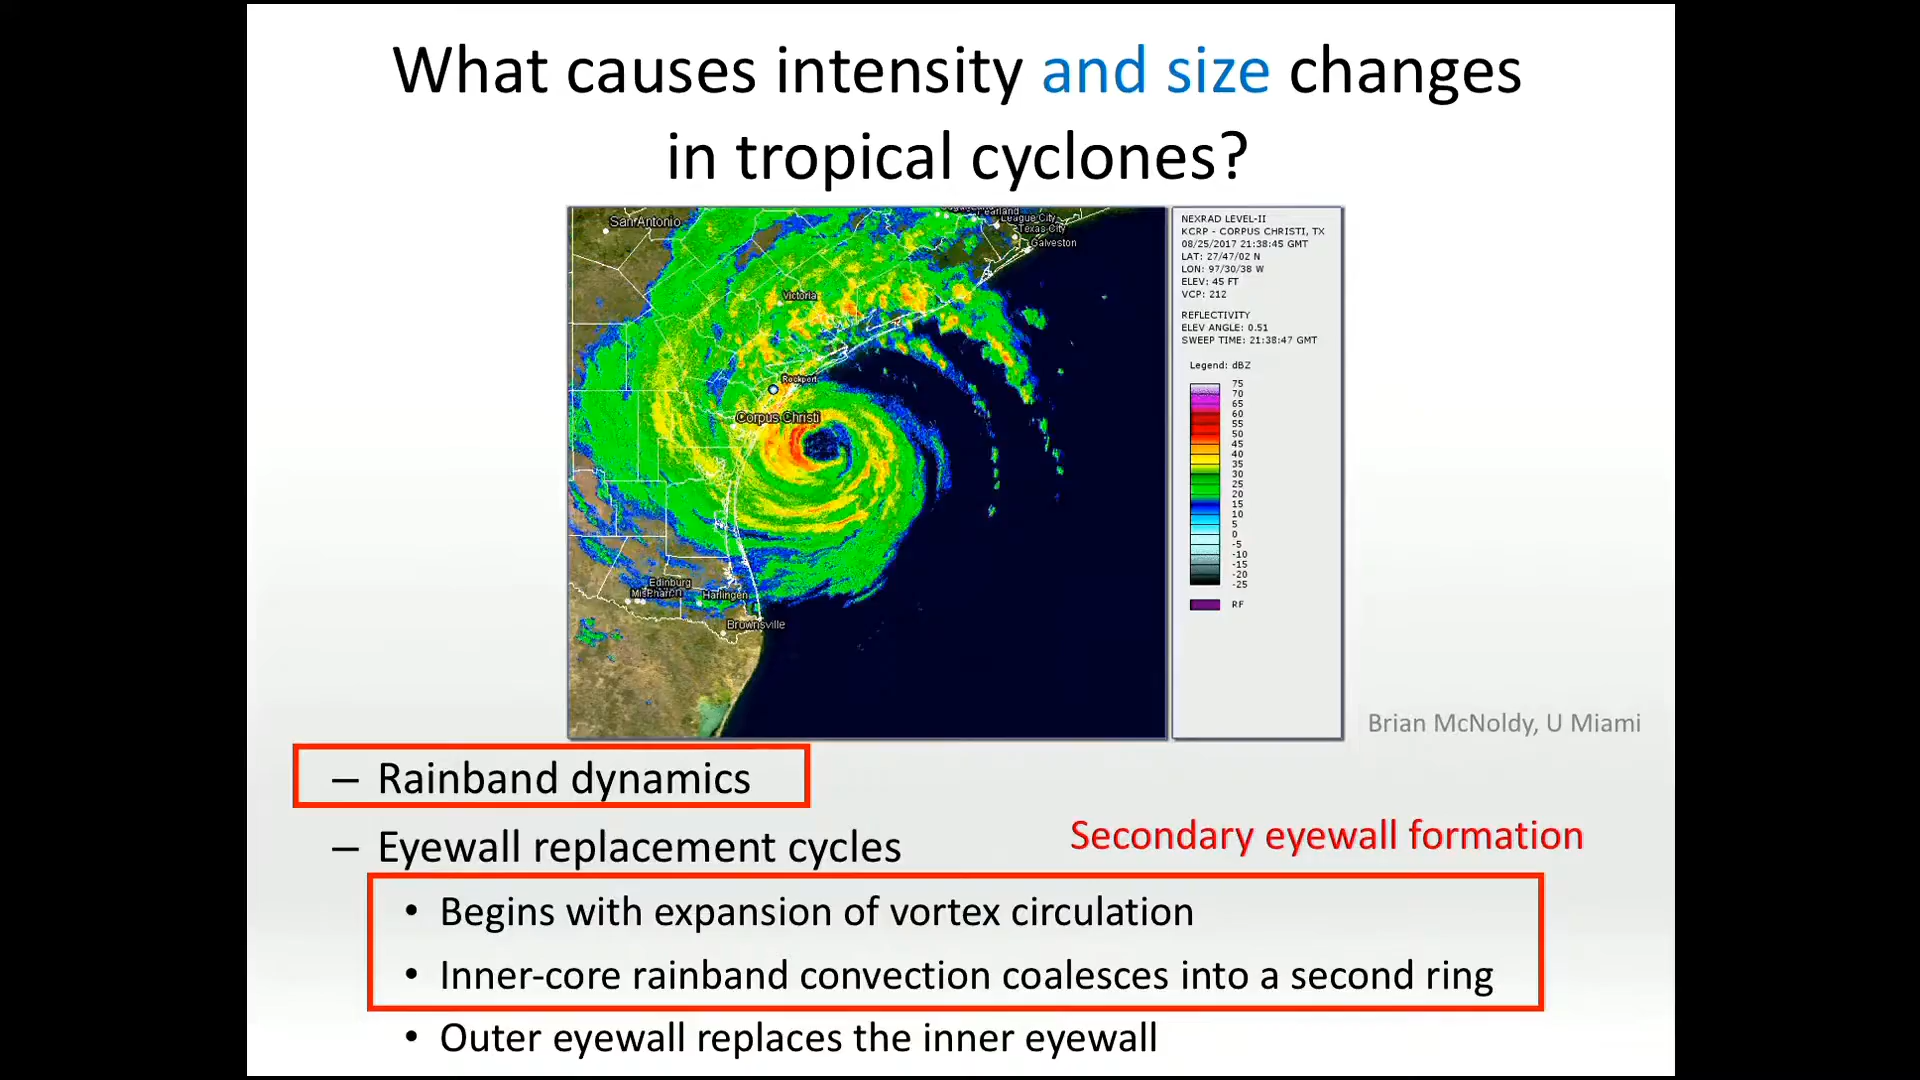 What causes intensity and size changes
in tropical cyclones?
San Antonio
Pearland
League City
Texas City
Galveston
Victoria
Rockport
Corpus Christi
Edinburg
Harlingen
Brownsville
NEXRAD LEVEL-II
KCRP - CORPUS CHRISTI, TX
08/25/2017 21:38:45 GMT
LAT: 27/47/02 N
LON: 97/30/38 W
ELEV: 45 FT
VCP: 212
REFLECTIVITY
ELEV ANGLE: 0.51
SWEEP TIME: 21:38:47 GMT
Legend: dBZ
75
70
65
60
55
50
45
40
35
30
25
20
15
10
5
0
-5
-10
-15
-20
-25
RF
Brian McNoldy, U Miami
– Rainband dynamics
– Eyewall replacement cycles
Secondary eyewall formation
• Begins with expansion of vortex circulation
• Inner-core rainband convection coalesces into a second ring
• Outer eyewall replaces the inner eyewall